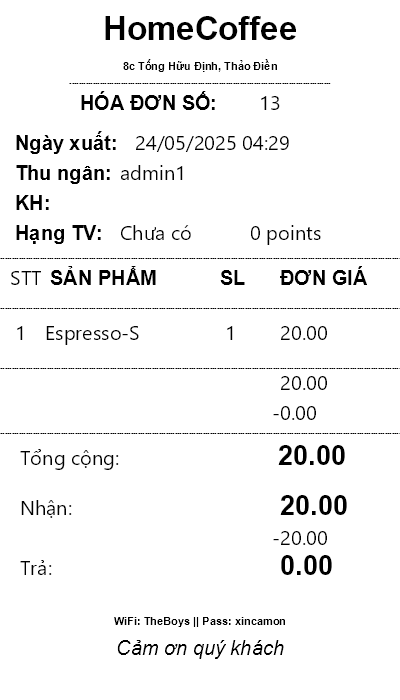 HomeCoffee
8c Tống Hữu Định, Thảo Điền
HÓA ĐƠN SỐ: 13
Ngày xuất: 24/05/2025 04:29
Thu ngân: admin1
KH:
Hạng TV: Chưa có 0 points
STT SẢN PHẨM SL ĐƠN GIÁ
1 Espresso-S 1 20.00
20.00
-0.00
Tổng cộng: 20.00
Nhận: 20.00
-20.00
Trả: 0.00
WiFi: TheBoys || Pass: xincamon
Cảm ơn quý khách